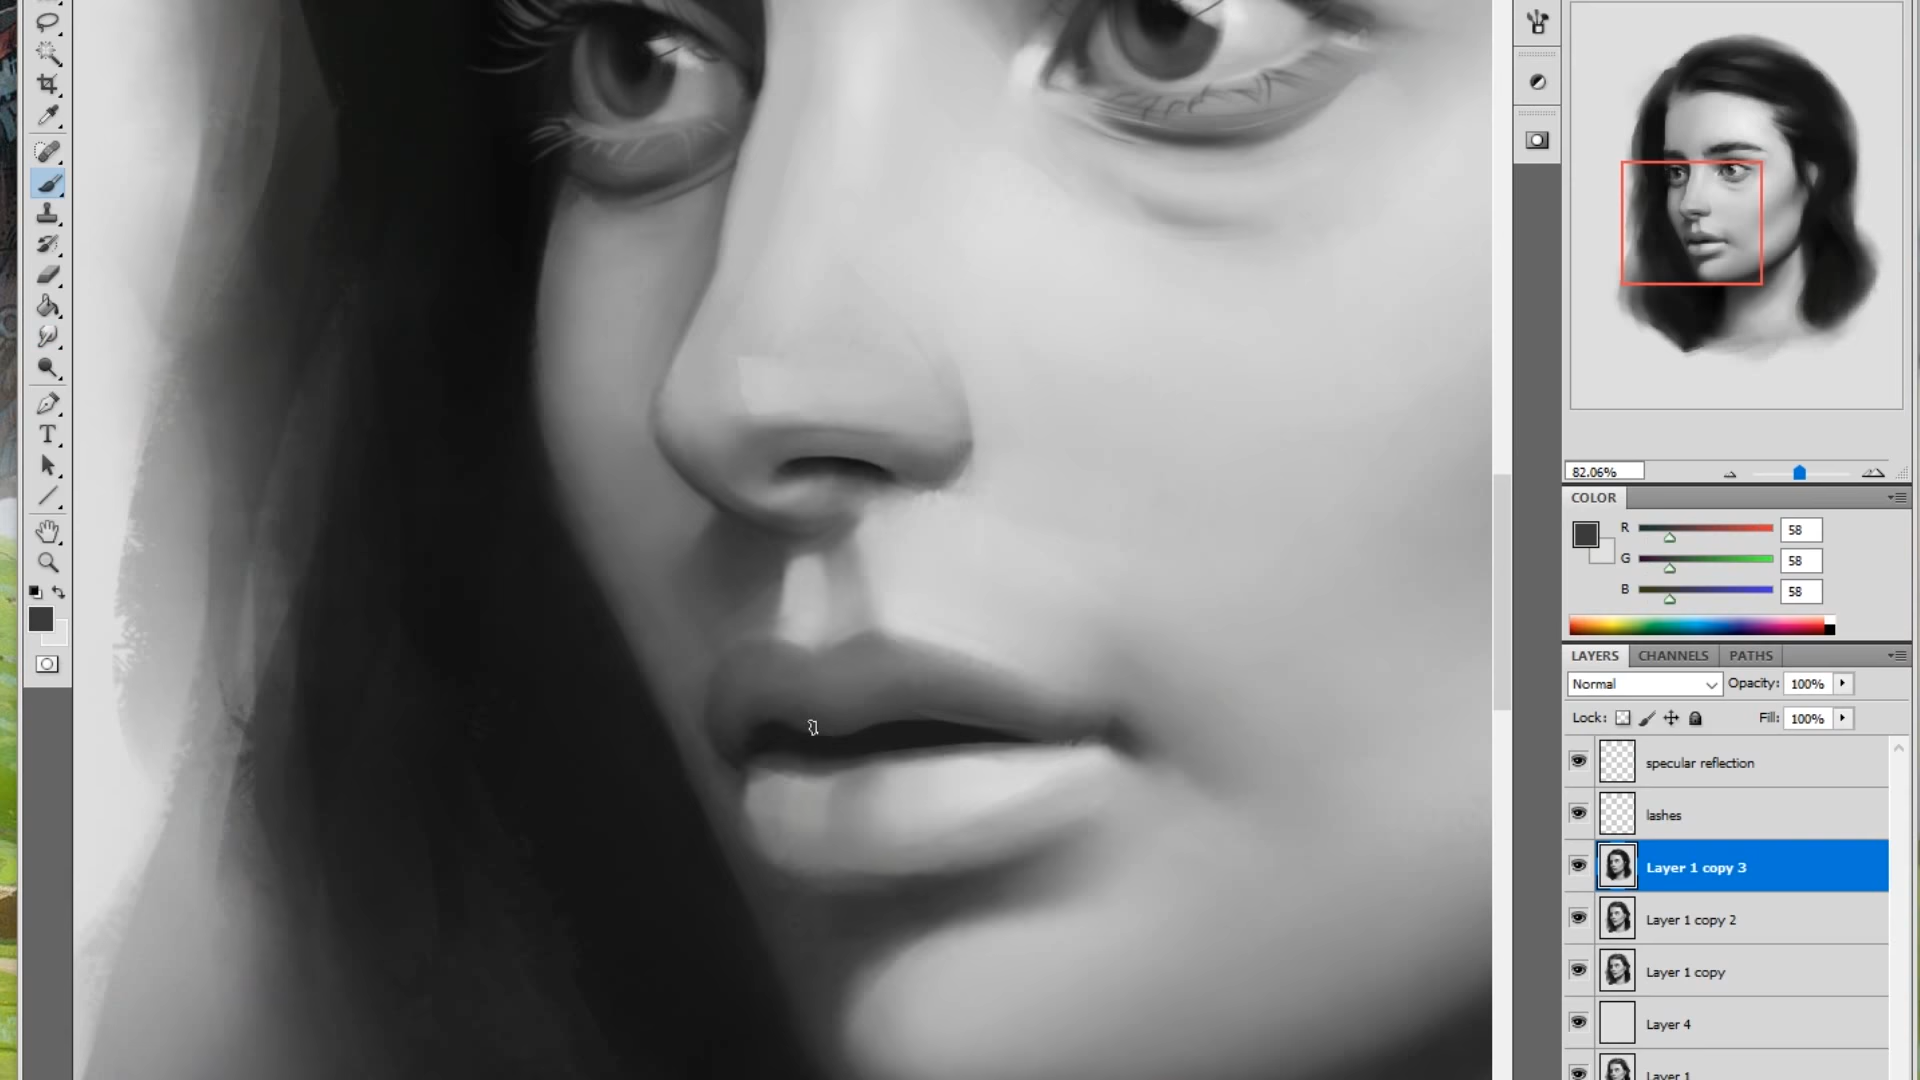 T
82.06%
COLOR
R 58
G 58
B 58
LAYERS CHANNELS PATHS
Normal Opacity: 100%
Lock: Fill: 100%
specular reflection
lashes
Layer 1 copy 3
Layer 1 copy 2
Layer 1 copy
Layer 4
Layer 1